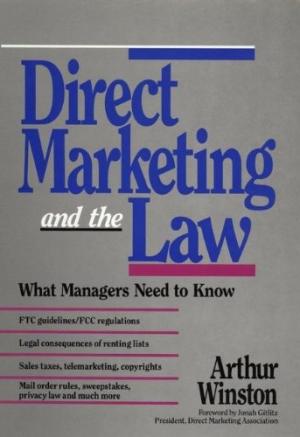 Direct
Marketing
and the
Law
What Managers Need to Know
FTC guidelines/FCC regulations
Legal consequences of renting lists
Sales taxes, telemarketing, copyrights
Mail order rules, sweepstakes,
privacy law and much more
Arthur
Winston
Foreword by Jonah Gitlitz
President, Direct Marketing Association